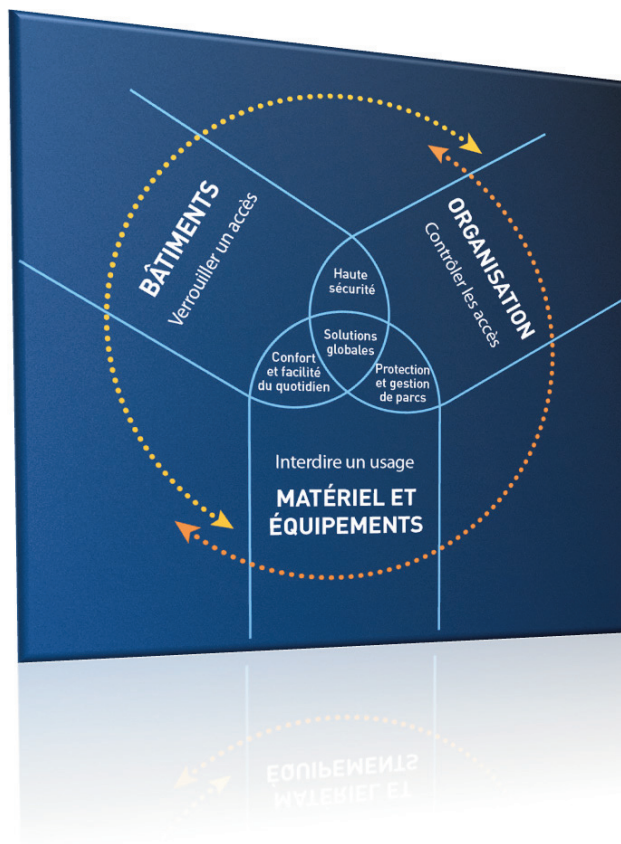 BÂTIMENTS
Verrouiller un accès
ORGANISATION
Contrôler les accès
Haute
sécurité
Solutions
globales
Confort
et facilité
du quotidien
Protection
et gestion
de parcs
Interdire un usage
MATÉRIEL ET
ÉQUIPEMENTS